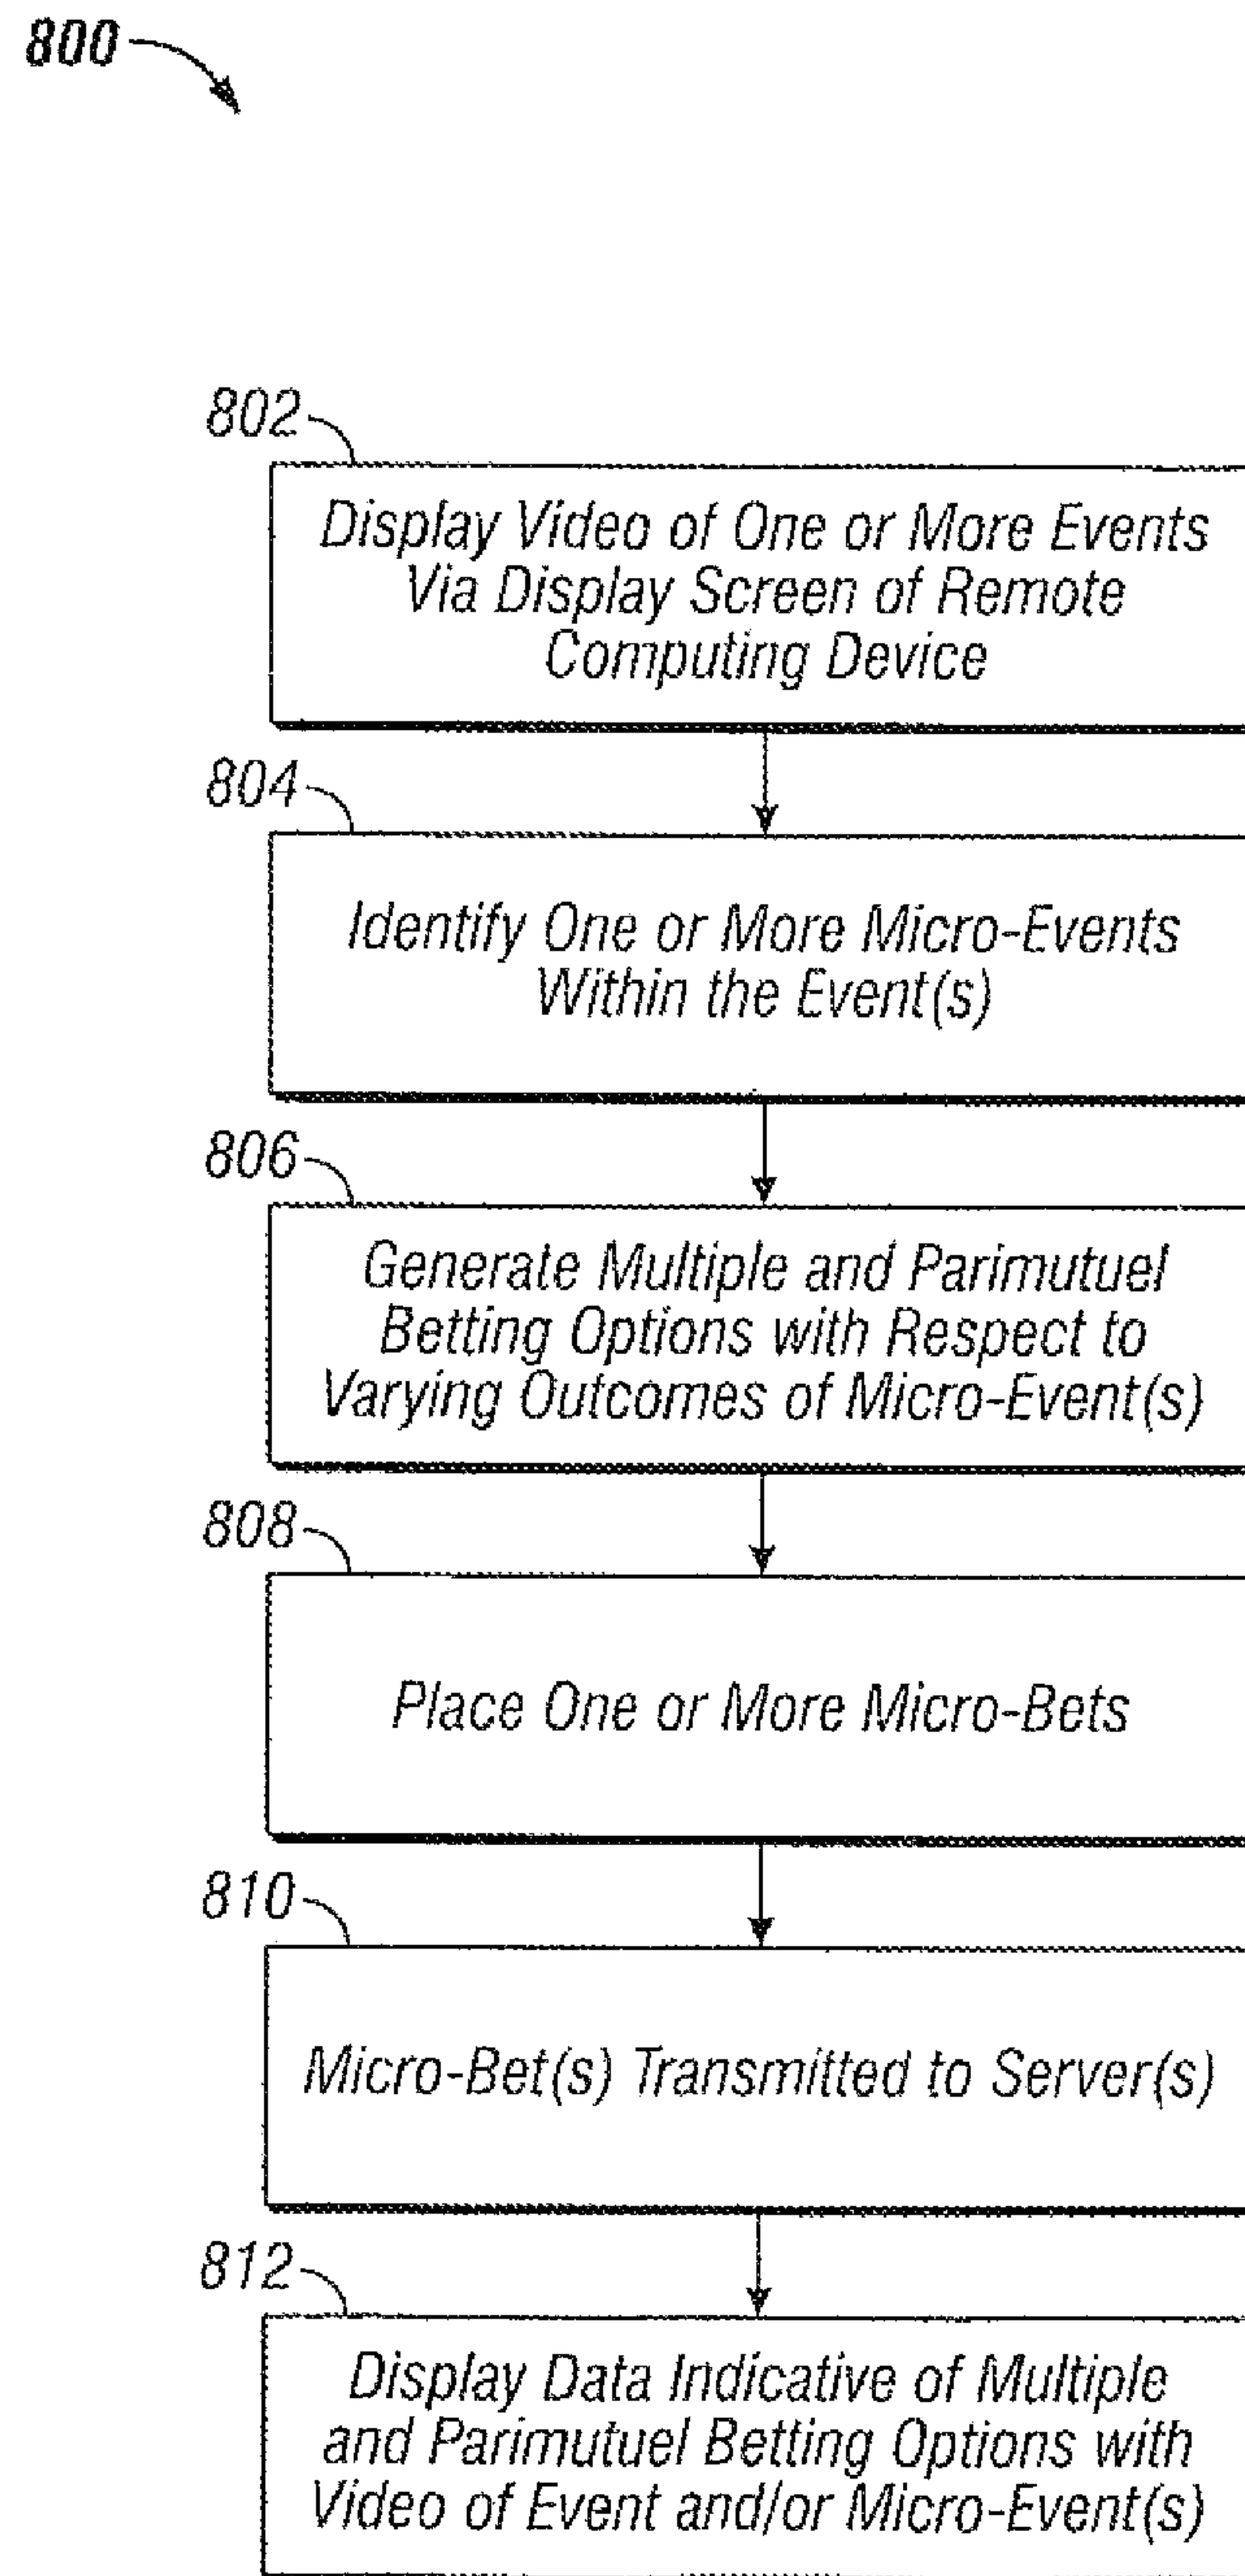 800
802
Display Video of One or More Events
Via Display Screen of Remote
Computing Device
804
Identify One or More Micro-Events
Within the Event(s)
806
Generate Multiple and Parimutuel
Betting Options with Respect to
Varying Outcomes of Micro-Event(s)
808
Place One or More Micro-Bets
810
Micro-Bet(s) Transmitted to Server(s)
812
Display Data Indicative of Multiple
and Parimutuel Betting Options with
Video of Event and/or Micro-Event(s)